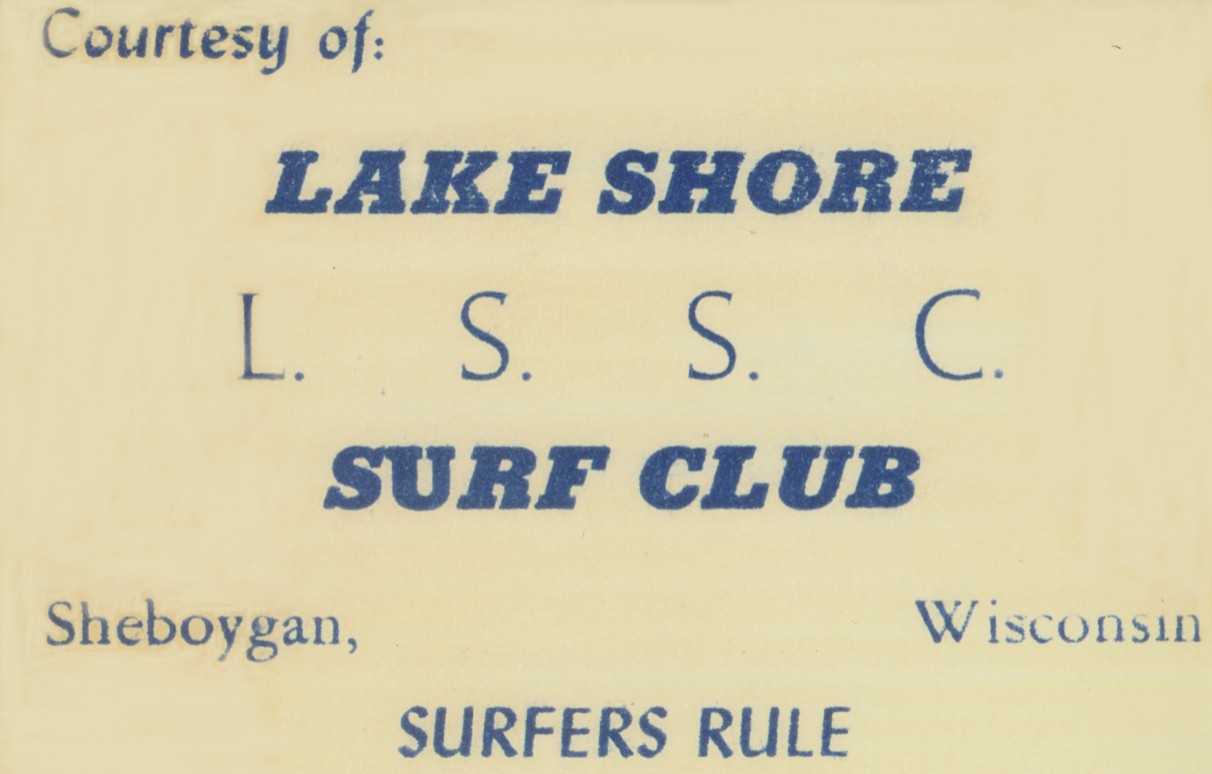 Courtesy of:
LAKE SHORE
L. S. S. C.
SURF CLUB
Sheboygan, Wisconsin
SURFERS RULE